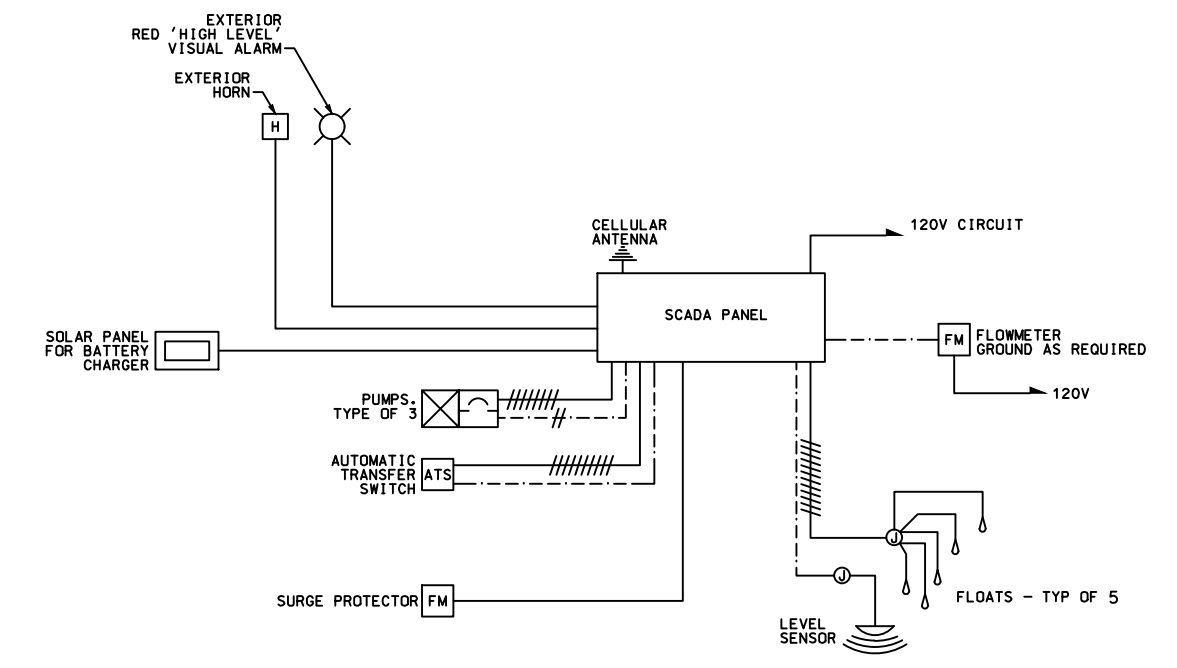 EXTERIOR
RED 'HIGH LEVEL'
VISUAL ALARM
EXTERIOR
HORN
H
CELLULAR
ANTENNA
120V CIRCUIT
SCADA PANEL
SOLAR PANEL
FOR BATTERY
CHARGER
FM
FLOWMETER
GROUND AS REQUIRED
120V
PUMPS.
TYPE OF 3
AUTOMATIC
TRANSFER
SWITCH
ATS
J
J
FLOATS - TYP OF 5
SURGE PROTECTOR
FM
LEVEL
SENSOR